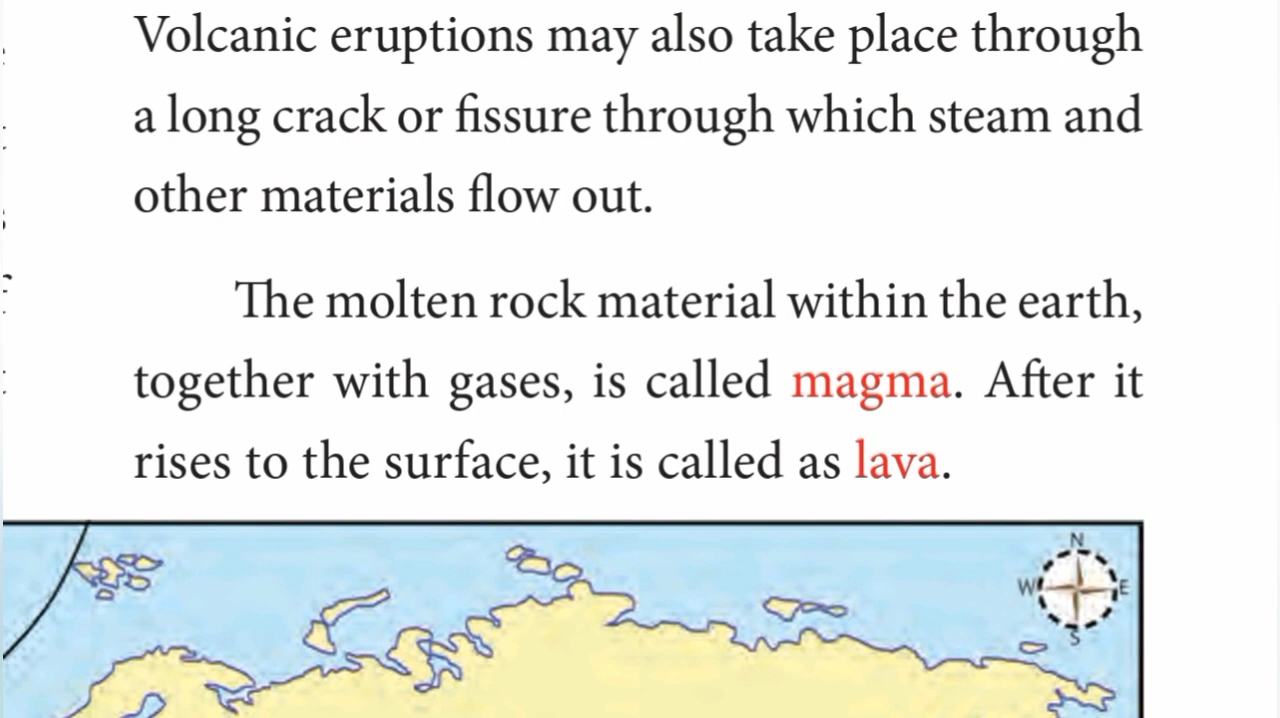 Volcanic eruptions may also take place through
a long crack or fissure through which steam and
other materials flow out.
The molten rock material within the earth,
together with gases, is called magma. After it
rises to the surface, it is called as lava.
N
W E
S